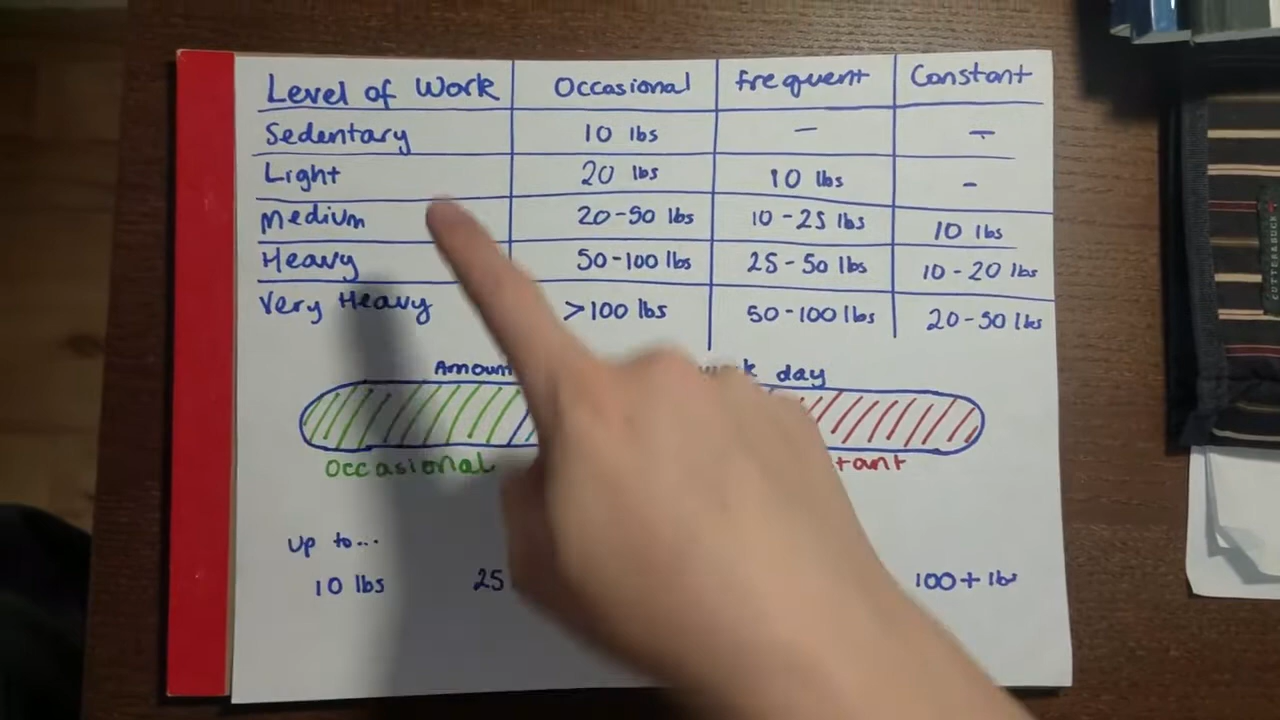 Level of Work Occasional frequent Constant
Sedentary 10 lbs – –
Light 20 lbs 10 lbs -
Medium 20-50 lbs 10-25 lbs 10 lbs
Heavy 50-100 lbs 25-50 lbs 10-20 lbs
Very Heavy >100 lbs 50-100 lbs 20-50 lbs
day
Occasional
Up to...
10 lbs 25 100+ lbs